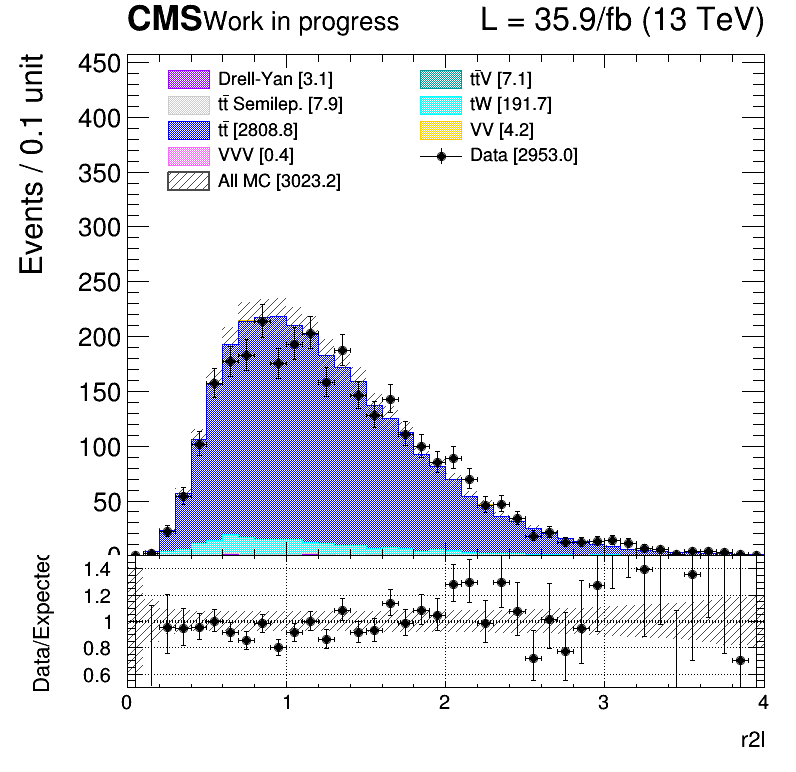 CMS Work in progress L = 35.9/fb (13 TeV)
Events / 0.1 unit
450
400
350
300
250
200
150
100
50
0
Drell-Yan [3.1]
tt̄ Semilep. [7.9]
tt̄ [2808.8]
VVV [0.4]
All MC [3023.2]
tt̄V [7.1]
tW [191.7]
VV [4.2]
Data [2953.0]
Data/Expected
1.4
1.2
1
0.8
0.6
0 1 2 3 4
r2l